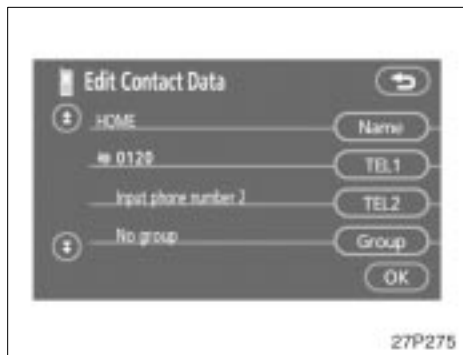 Edit Contact Data
HOME Name
0120 TEL1
Input phone number 2 TEL2
No group Group
OK
27P275